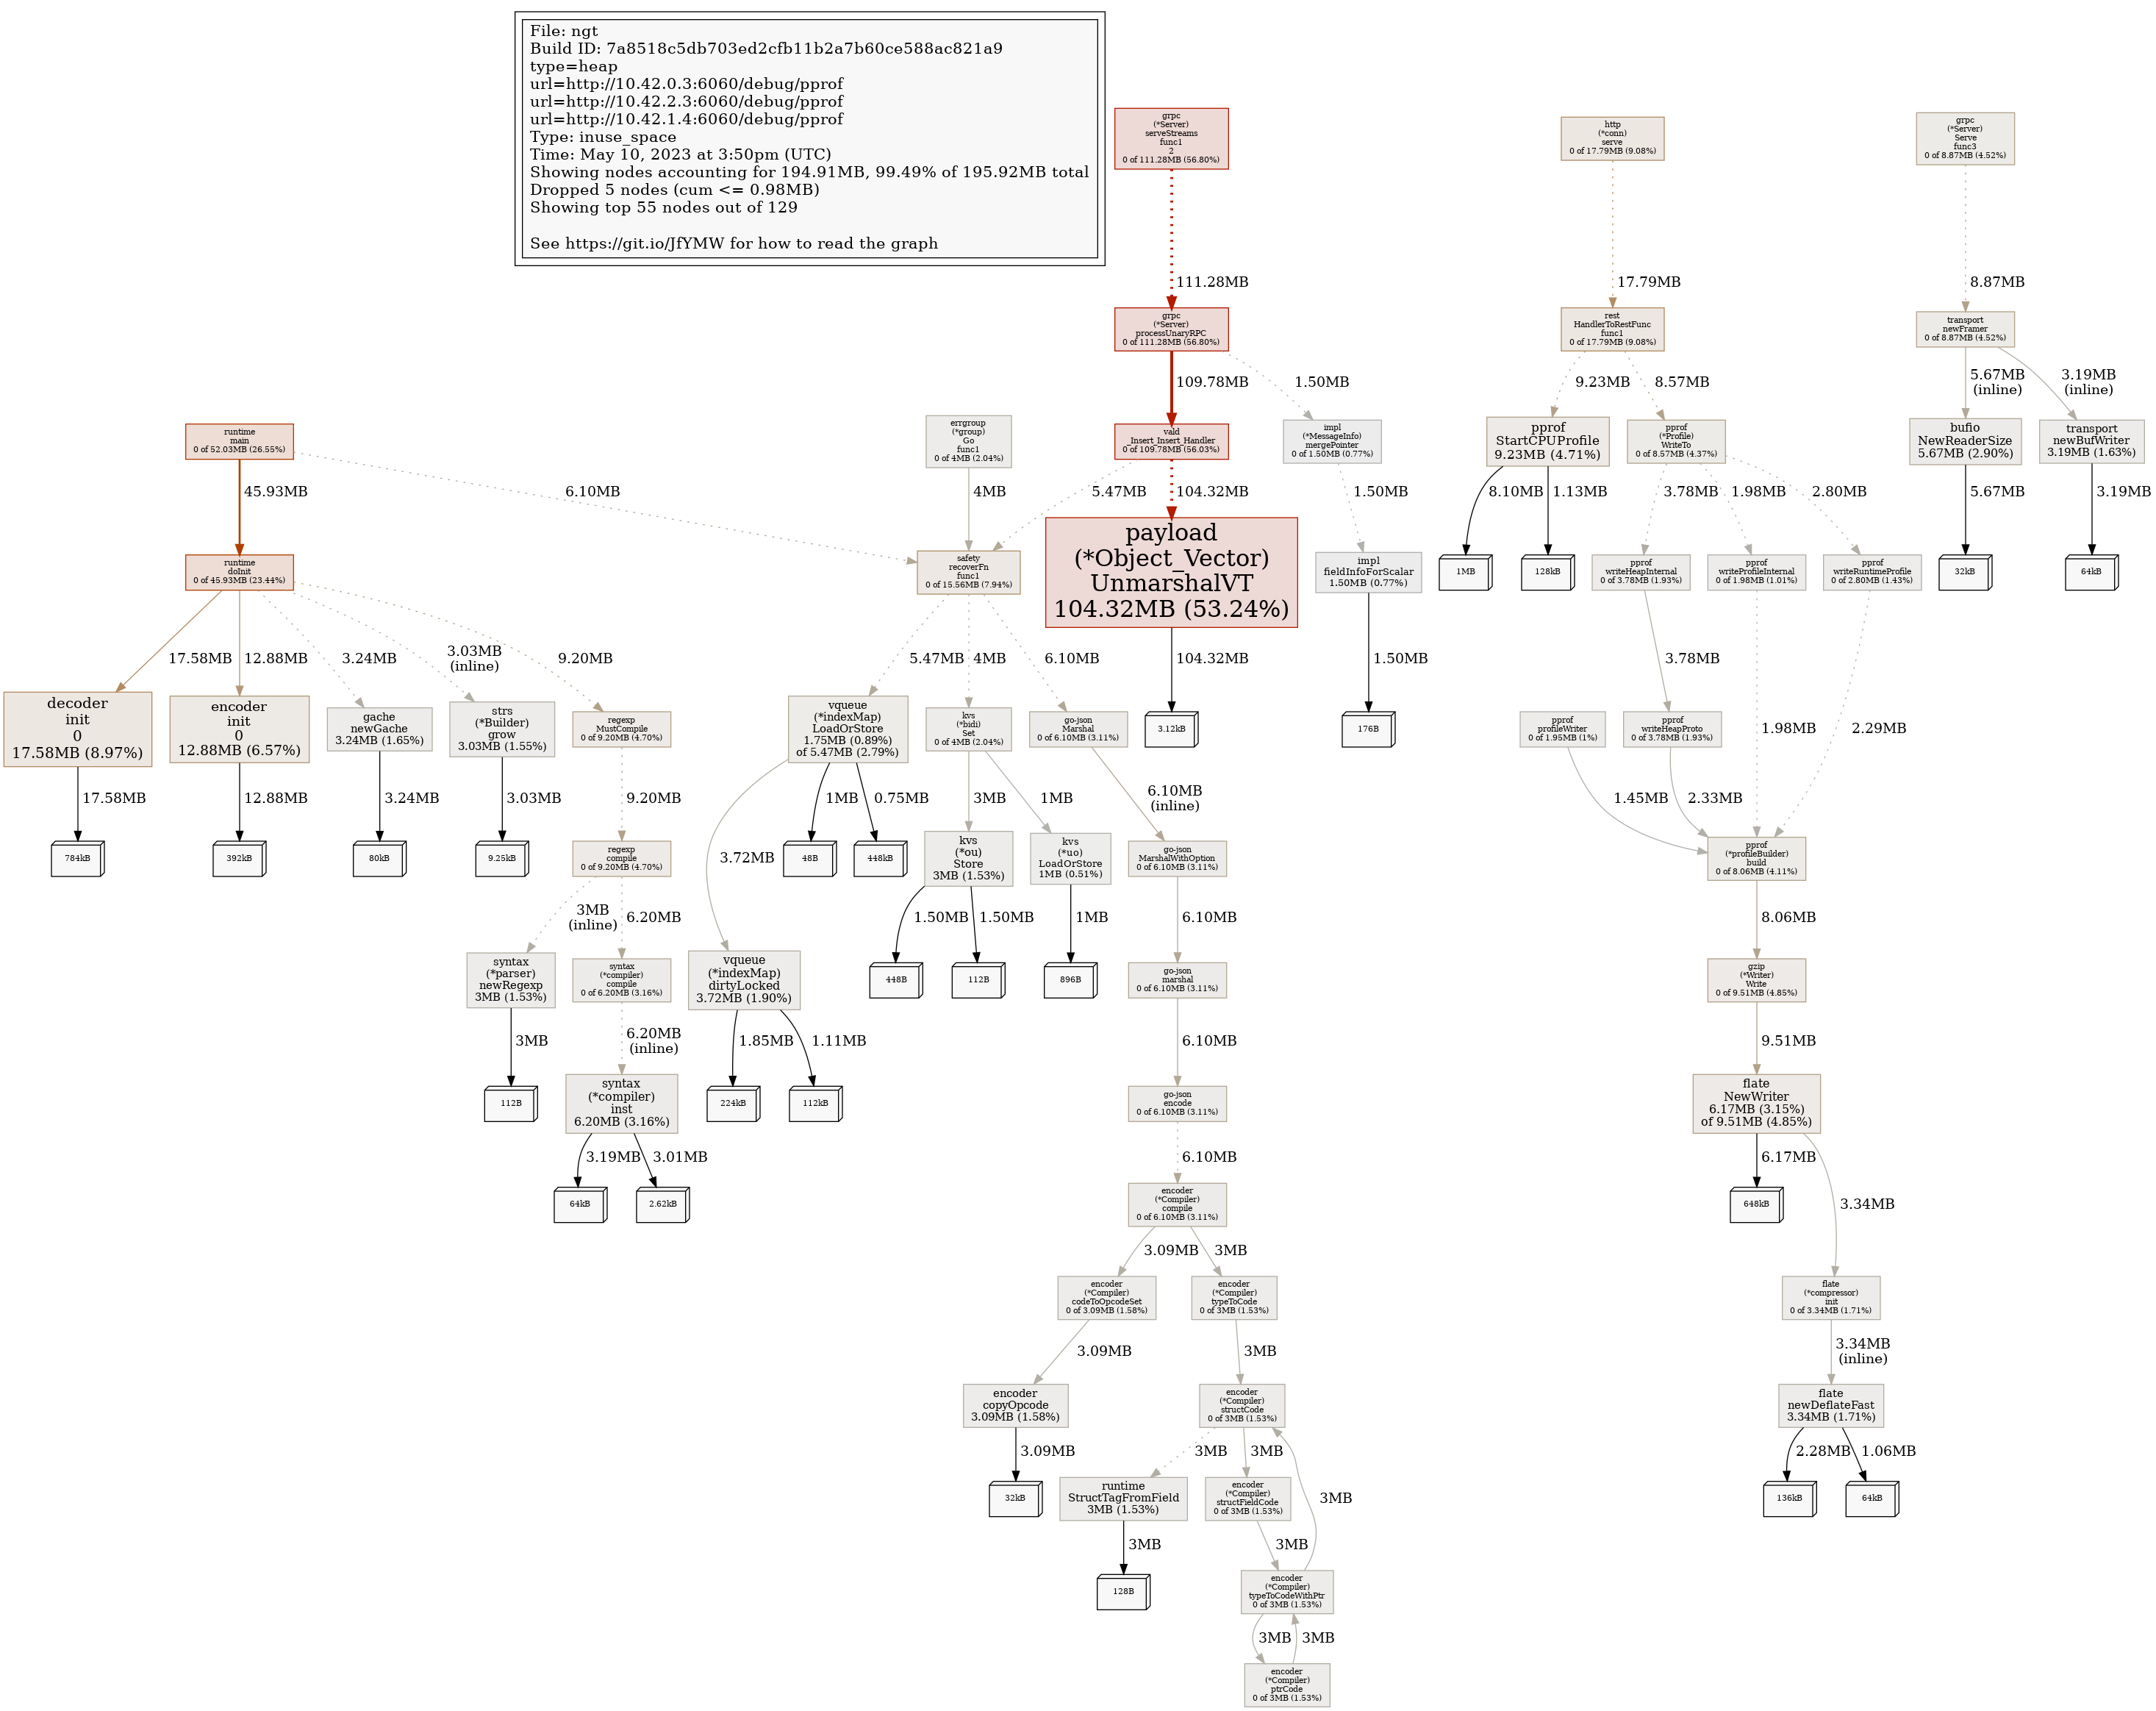 File: ngt
Build ID: 7a8518c5db703ed2cfb11b2a7b60ce588ac821a9
type=heap
url=http://10.42.0.3:6060/debug/pprof
url=http://10.42.2.3:6060/debug/pprof
url=http://10.42.1.4:6060/debug/pprof
Type: inuse_space
Time: May 10, 2023 at 3:50pm (UTC)
Showing nodes accounting for 194.91MB, 99.49% of 195.92MB total
Dropped 5 nodes (cum <= 0.98MB)
Showing top 55 nodes out of 129
See https://git.io/JfYMW for how to read the graph
grpc
(*Server)
serveStreams
func1
2
0 of 111.28MB (56.80%)
http
(*conn)
serve
0 of 17.79MB (9.08%)
grpc
(*Server)
Serve
func3
0 of 8.87MB (4.52%)
111.28MB
17.79MB
8.87MB
grpc
(*Server)
processUnaryRPC
0 of 111.28MB (56.80%)
rest
HandlerToRestFunc
func1
0 of 17.79MB (9.08%)
transport
newFramer
0 of 8.87MB (4.52%)
109.78MB
1.50MB
9.23MB
8.57MB
5.67MB
(inline)
3.19MB
(inline)
runtime
main
0 of 52.03MB (26.55%)
errgroup
(*group)
Go
func1
0 of 4MB (2.04%)
vald
_Insert_Insert_Handler
0 of 109.78MB (56.03%)
impl
(*MessageInfo)
mergePointer
0 of 1.50MB (0.77%)
pprof
StartCPUProfile
9.23MB (4.71%)
pprof
(*Profile)
WriteTo
0 of 8.57MB (4.37%)
bufio
NewReaderSize
5.67MB (2.90%)
transport
newBufWriter
3.19MB (1.63%)
45.93MB
6.10MB
4MB
5.47MB
104.32MB
1.50MB
8.10MB
1.13MB
3.78MB
1.98MB
2.80MB
5.67MB
3.19MB
runtime
doInit
0 of 45.93MB (23.44%)
safety
recoverFn
func1
0 of 15.56MB (7.94%)
payload
(*Object_Vector)
UnmarshalVT
104.32MB (53.24%)
impl
fieldInfoForScalar
1.50MB (0.77%)
1MB
128kB
pprof
writeHeapInternal
0 of 3.78MB (1.93%)
pprof
writeProfileInternal
0 of 1.98MB (1.01%)
pprof
writeRuntimeProfile
0 of 2.80MB (1.43%)
32kB
64kB
17.58MB
12.88MB
3.24MB
3.03MB
(inline)
9.20MB
5.47MB
4MB
6.10MB
104.32MB
1.50MB
3.78MB
1.98MB
2.29MB
decoder
init
0
17.58MB (8.97%)
encoder
init
0
12.88MB (6.57%)
gache
newGache
3.24MB (1.65%)
strs
(*Builder)
grow
3.03MB (1.55%)
regexp
MustCompile
0 of 9.20MB (4.70%)
vqueue
(*indexMap)
LoadOrStore
1.75MB (0.89%)
of 5.47MB (2.79%)
kvs
(*bidi)
Set
0 of 4MB (2.04%)
go-json
Marshal
0 of 6.10MB (3.11%)
3.12kB
176B
pprof
profileWriter
0 of 1.95MB (1%)
pprof
writeHeapProto
0 of 3.78MB (1.93%)
17.58MB
12.88MB
3.24MB
3.03MB
9.20MB
3.72MB
1MB
0.75MB
3MB
1MB
6.10MB
(inline)
1.45MB
2.33MB
784kB
392kB
80kB
9.25kB
regexp
compile
0 of 9.20MB (4.70%)
48B
448kB
kvs
(*ou)
Store
3MB (1.53%)
kvs
(*uo)
LoadOrStore
1MB (0.51%)
go-json
MarshalWithOption
0 of 6.10MB (3.11%)
pprof
(*profileBuilder)
build
0 of 8.06MB (4.11%)
3MB
(inline)
6.20MB
1.50MB
1.50MB
1MB
6.10MB
8.06MB
syntax
(*parser)
newRegexp
3MB (1.53%)
syntax
(*compiler)
compile
0 of 6.20MB (3.16%)
vqueue
(*indexMap)
dirtyLocked
3.72MB (1.90%)
448B
112B
896B
go-json
marshal
0 of 6.10MB (3.11%)
gzip
(*Writer)
Write
0 of 9.51MB (4.85%)
3MB
6.20MB
(inline)
1.85MB
1.11MB
6.10MB
9.51MB
112B
syntax
(*compiler)
inst
6.20MB (3.16%)
224kB
112kB
go-json
encode
0 of 6.10MB (3.11%)
flate
NewWriter
6.17MB (3.15%)
of 9.51MB (4.85%)
3.19MB
3.01MB
6.10MB
6.17MB
3.34MB
64kB
2.62kB
encoder
(*Compiler)
compile
0 of 6.10MB (3.11%)
648kB
3.09MB
3MB
encoder
(*Compiler)
codeToOpcodeSet
0 of 3.09MB (1.58%)
encoder
(*Compiler)
typeToCode
0 of 3MB (1.53%)
flate
(*compressor)
init
0 of 3.34MB (1.71%)
3.09MB
3MB
3.34MB
(inline)
encoder
copyOpcode
3.09MB (1.58%)
encoder
(*Compiler)
structCode
0 of 3MB (1.53%)
flate
newDeflateFast
3.34MB (1.71%)
3.09MB
3MB
3MB
3MB
2.28MB
1.06MB
32kB
runtime
StructTagFromField
3MB (1.53%)
encoder
(*Compiler)
structFieldCode
0 of 3MB (1.53%)
136kB
64kB
3MB
3MB
128B
encoder
(*Compiler)
typeToCodeWithPtr
0 of 3MB (1.53%)
3MB
3MB
encoder
(*Compiler)
ptrCode
0 of 3MB (1.53%)